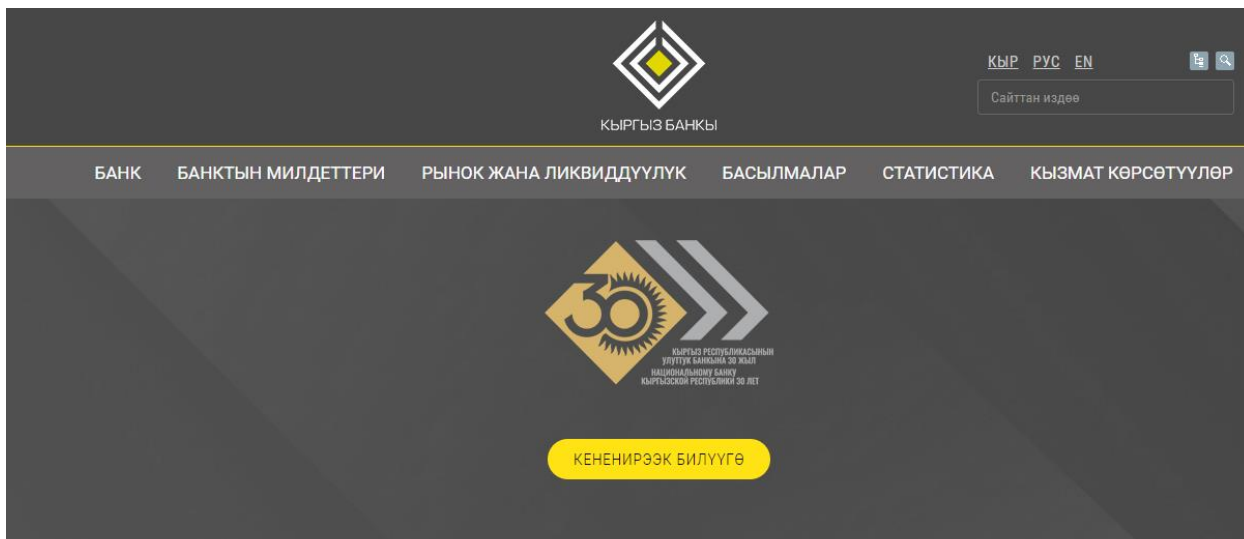 КЫРГЫЗ БАНКЫ
КЫР РУС EN
Сайттан издөө
БАНК БАНКТЫН МИЛДЕТТЕРИ РЫНОК ЖАНА ЛИКВИДДҮҮЛҮК БАСЫЛМАЛАР СТАТИСТИКА КЫЗМАТ КӨРСӨТҮҮЛӨР
30
КЫРГЫЗ РЕСПУБЛИКАСЫНЫН
УЛУТТУК БАНКЫНА 30 ЖЫЛ
НАЦИОНАЛЬНОМУ БАНКУ
КЫРГЫЗСКОЙ РЕСПУБЛИКИ 30 ЛЕТ
КЕНЕНИРЭЭК БИЛҮҮГӨ